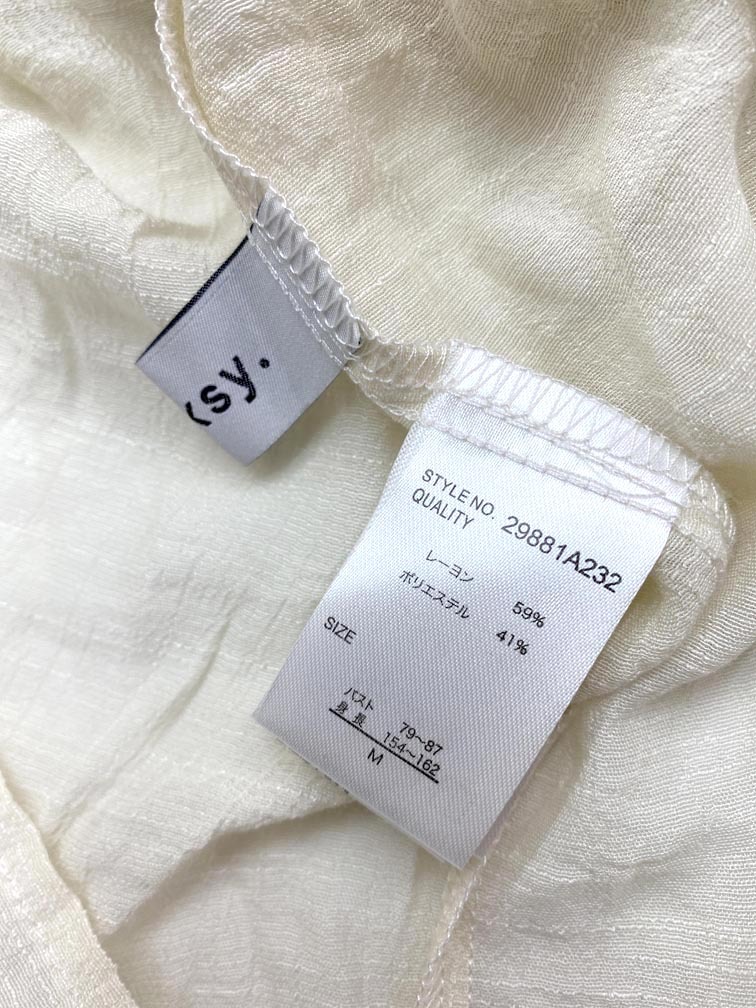 ksy.
STYLE NO. 29881A232
QUALITY
レーヨン 59%
ポリエステル 41%
SIZE
バスト 79~87
身長 154~162
M